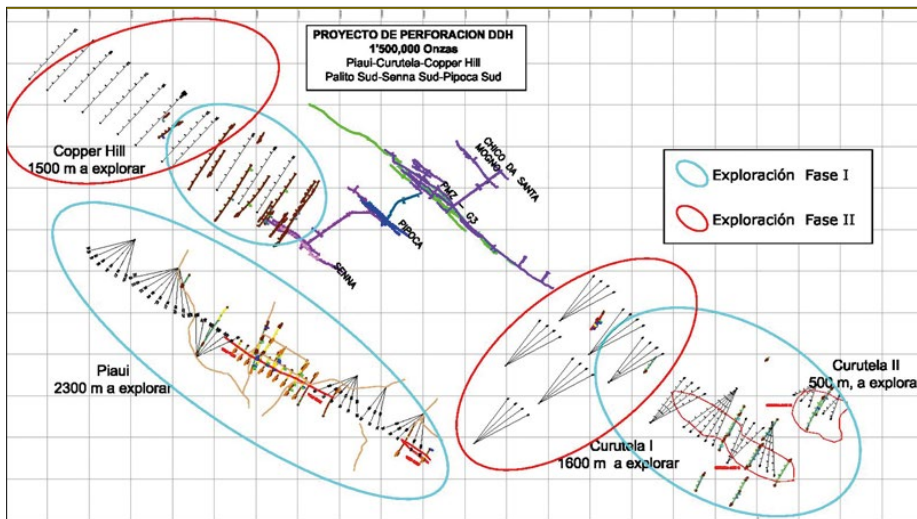 PROYECTO DE PERFORACION DDH
1'500,000 Onzas
Piaui-Curutela-Copper Hill
Palito Sud-Senna Sud-Pipoca Sud
Copper Hill
1500 m a explorar
CHICO DA SANTA
MOGNO
PMZ - G3
PIPOCA
SENNA
Exploración Fase I
Exploración Fase II
Piaui
2300 m a explorar
Curutela II
500 m, a explorar
Curutela I
1600 m a explorar